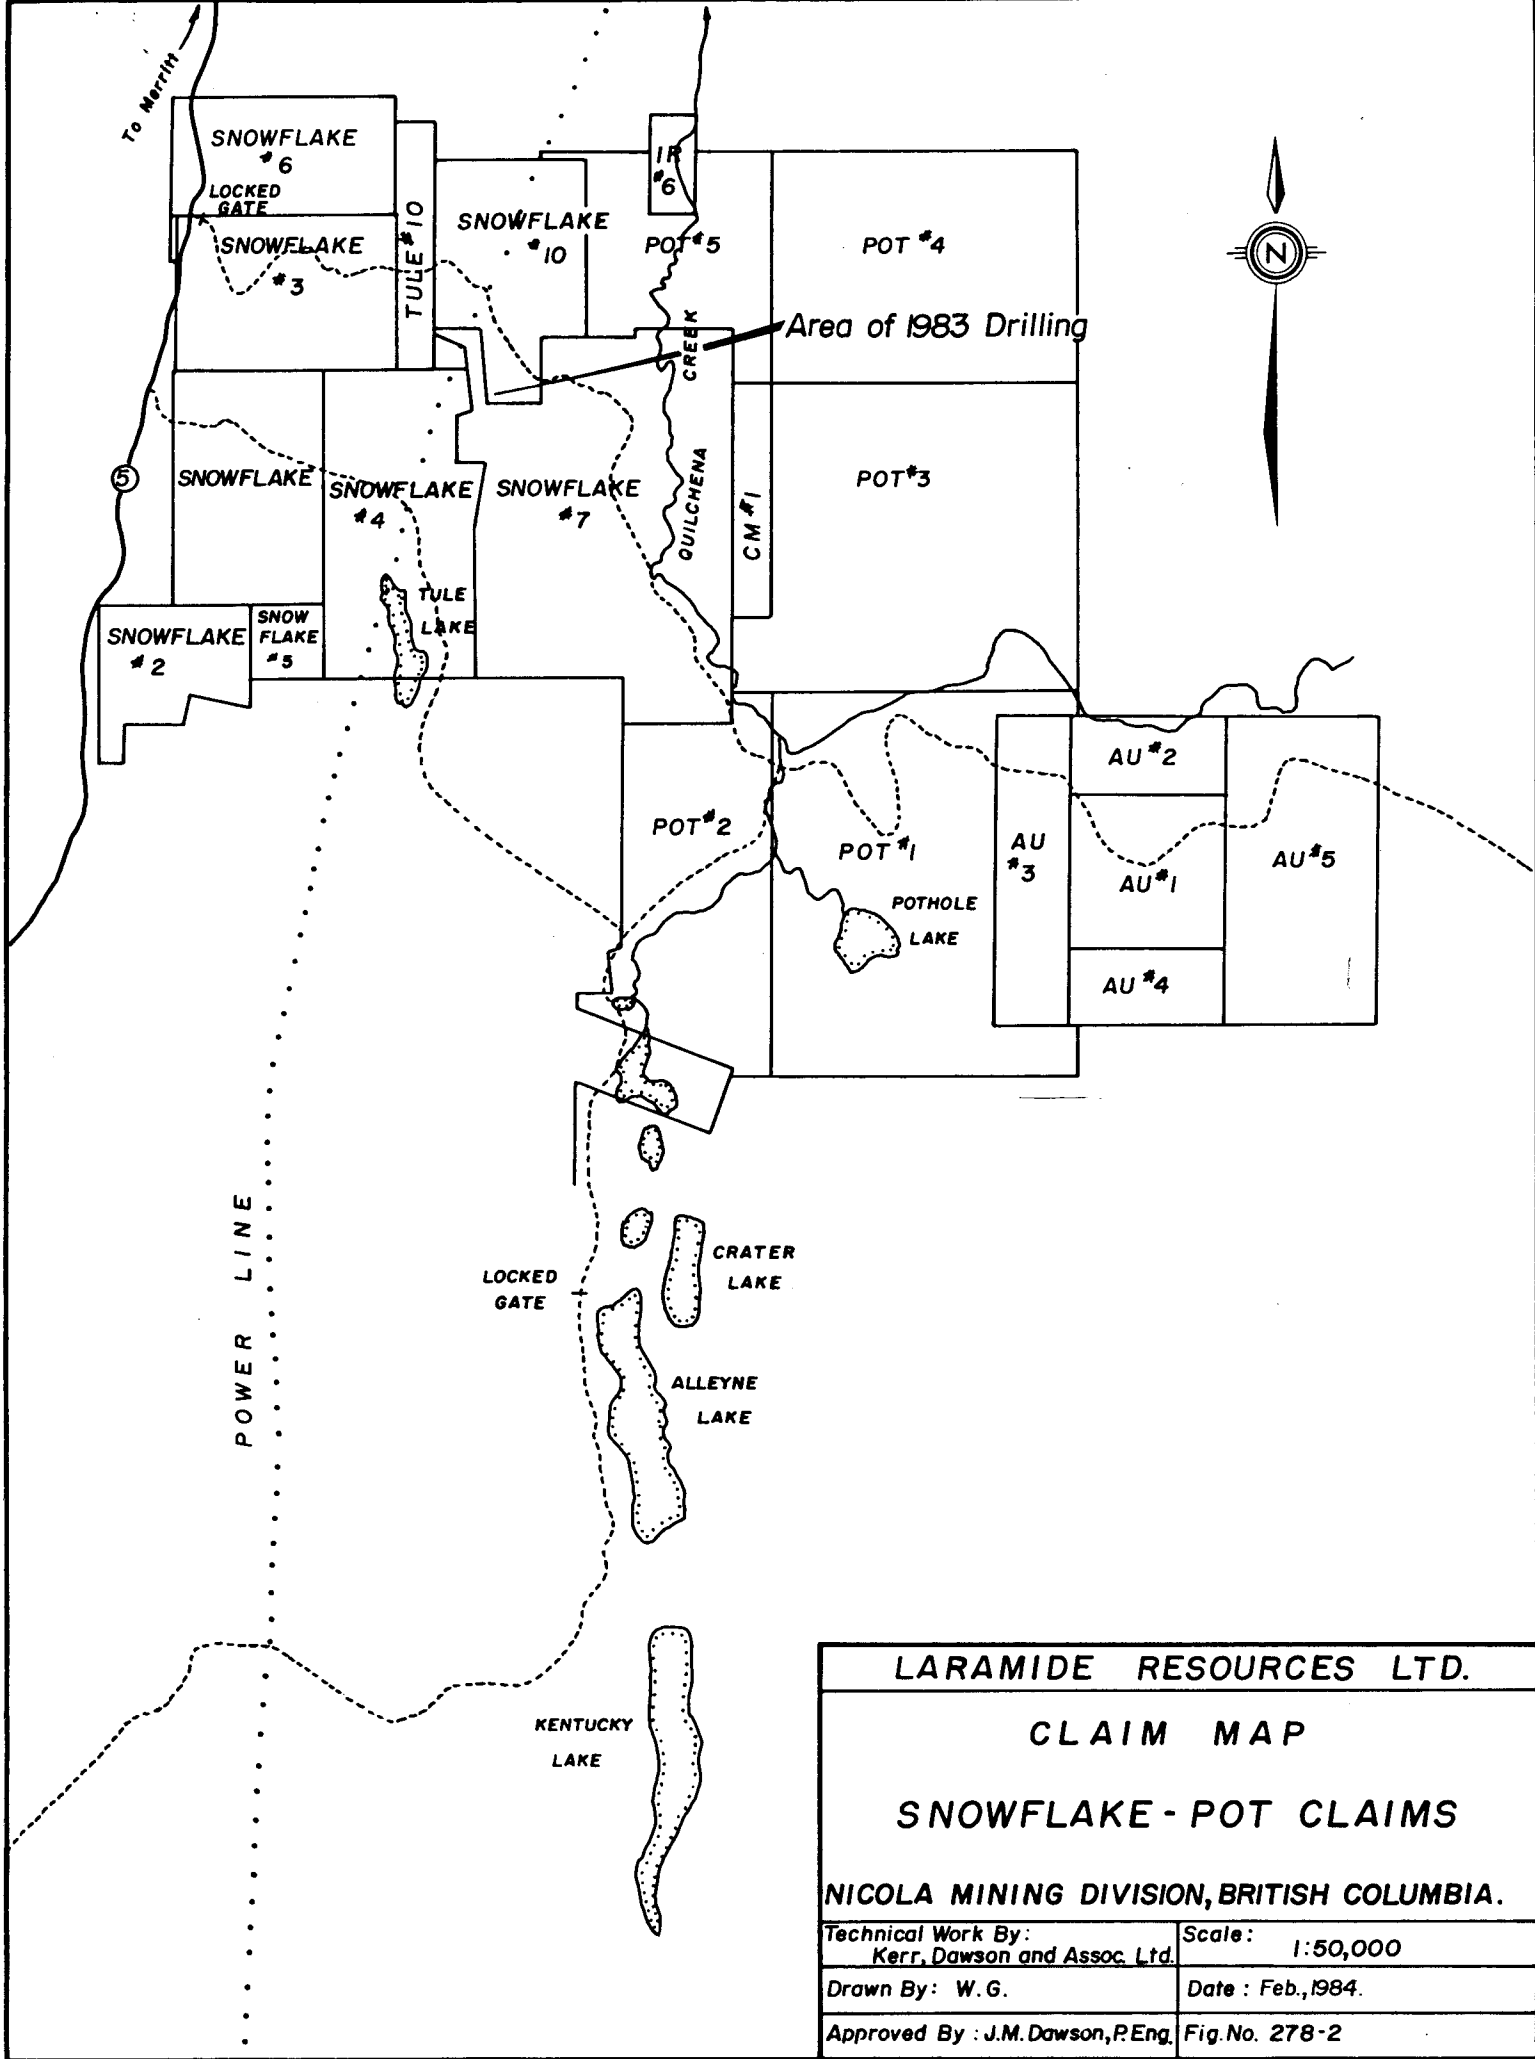 To Merritt
SNOWFLAKE
#6
LOCKED
GATE
SNOWFLAKE
#3
TULE #10
SNOWFLAKE
#10
IR
#6
POT #5
POT #4
N
Area of 1983 Drilling
QUILCHENA CREEK
5
SNOWFLAKE
SNOWFLAKE
#4
SNOWFLAKE
#7
CM #1
POT #3
TULE
LAKE
SNOWFLAKE
#2
SNOW
FLAKE
#5
POT #2
POT #1
AU #2
AU
#3
AU #1
AU #5
AU #4
POTHOLE
LAKE
POWER LINE
CRATER
LAKE
LOCKED
GATE
ALLEYNE
LAKE
KENTUCKY
LAKE
LARAMIDE RESOURCES LTD.
CLAIM MAP
SNOWFLAKE - POT CLAIMS
NICOLA MINING DIVISION, BRITISH COLUMBIA.
Technical Work By:
Kerr, Dawson and Assoc. Ltd.
Scale:
1:50,000
Drawn By: W.G.
Date: Feb., 1984.
Approved By: J.M. Dawson, P.Eng.
Fig. No. 278-2